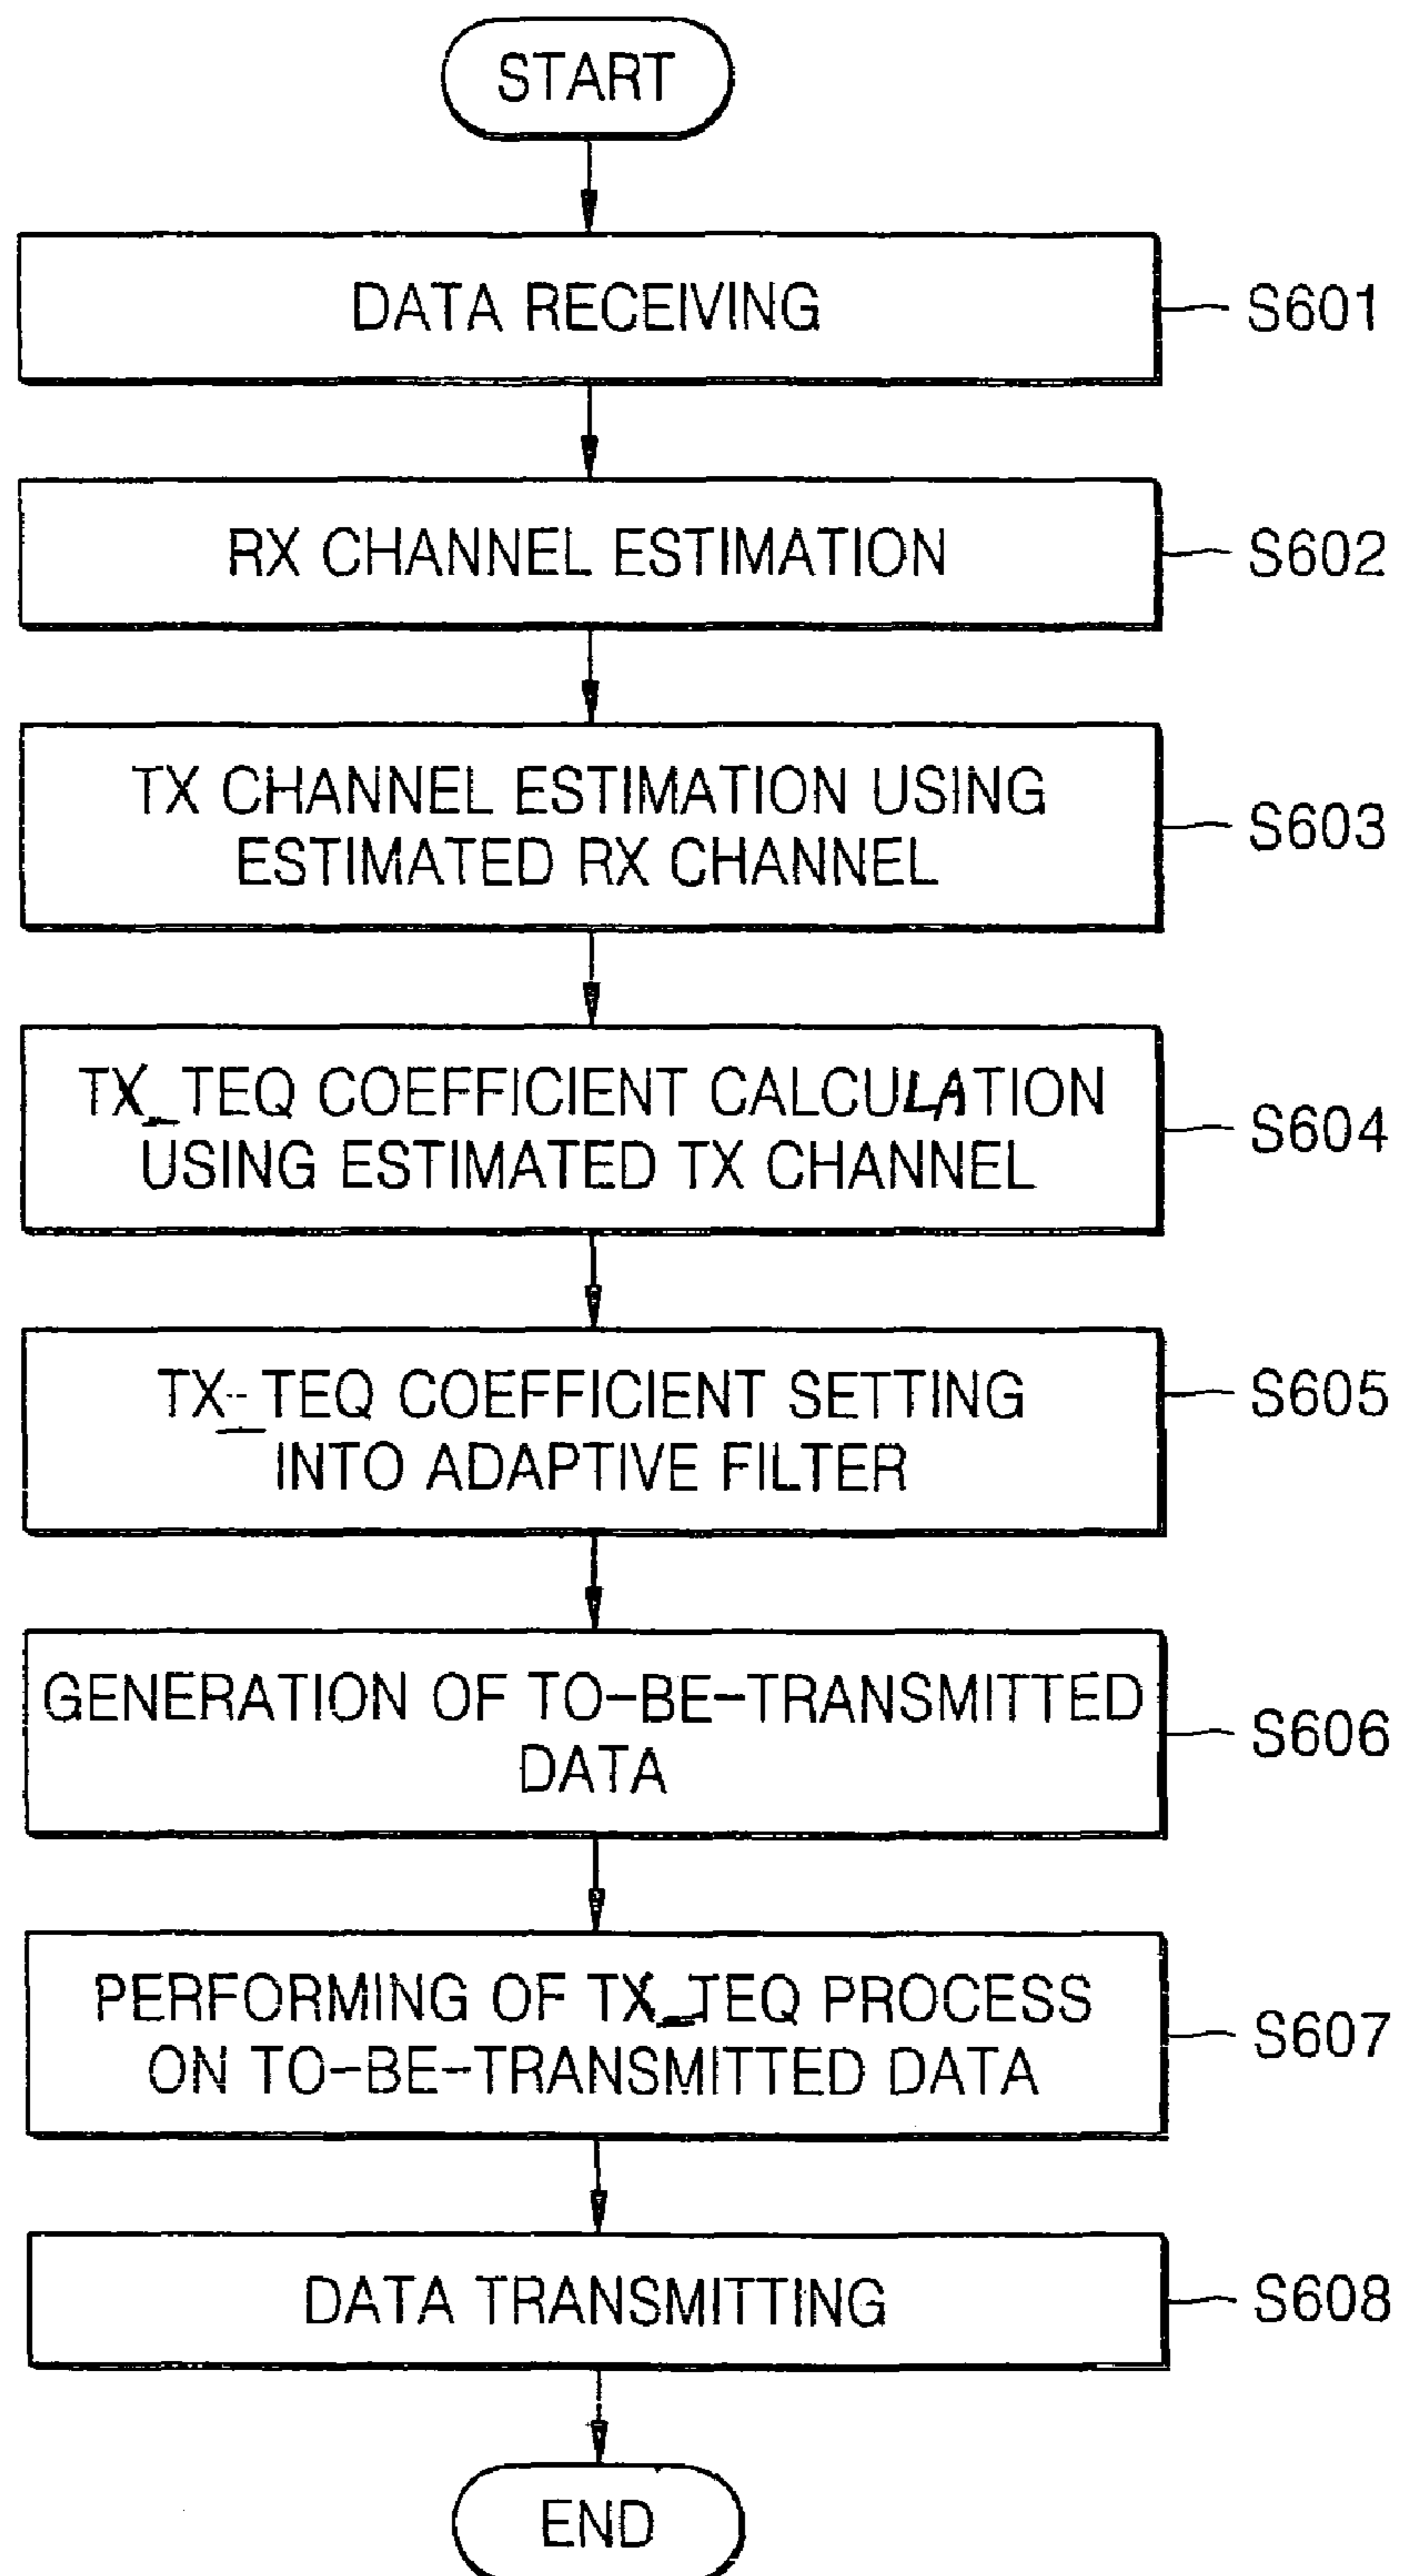 START
DATA RECEIVING
S601
RX CHANNEL ESTIMATION
S602
TX CHANNEL ESTIMATION USING
ESTIMATED RX CHANNEL
S603
TX_TEQ COEFFICIENT CALCULATION
USING ESTIMATED TX CHANNEL
S604
TX_TEQ COEFFICIENT SETTING
INTO ADAPTIVE FILTER
S605
GENERATION OF TO-BE-TRANSMITTED
DATA
S606
PERFORMING OF TX_TEQ PROCESS
ON TO-BE-TRANSMITTED DATA
S607
DATA TRANSMITTING
S608
END